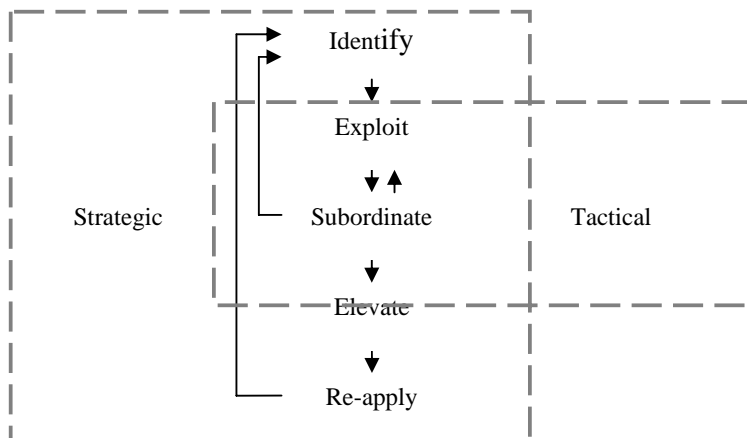 Identify
Exploit
Strategic Subordinate Tactical
Elevate
Re-apply